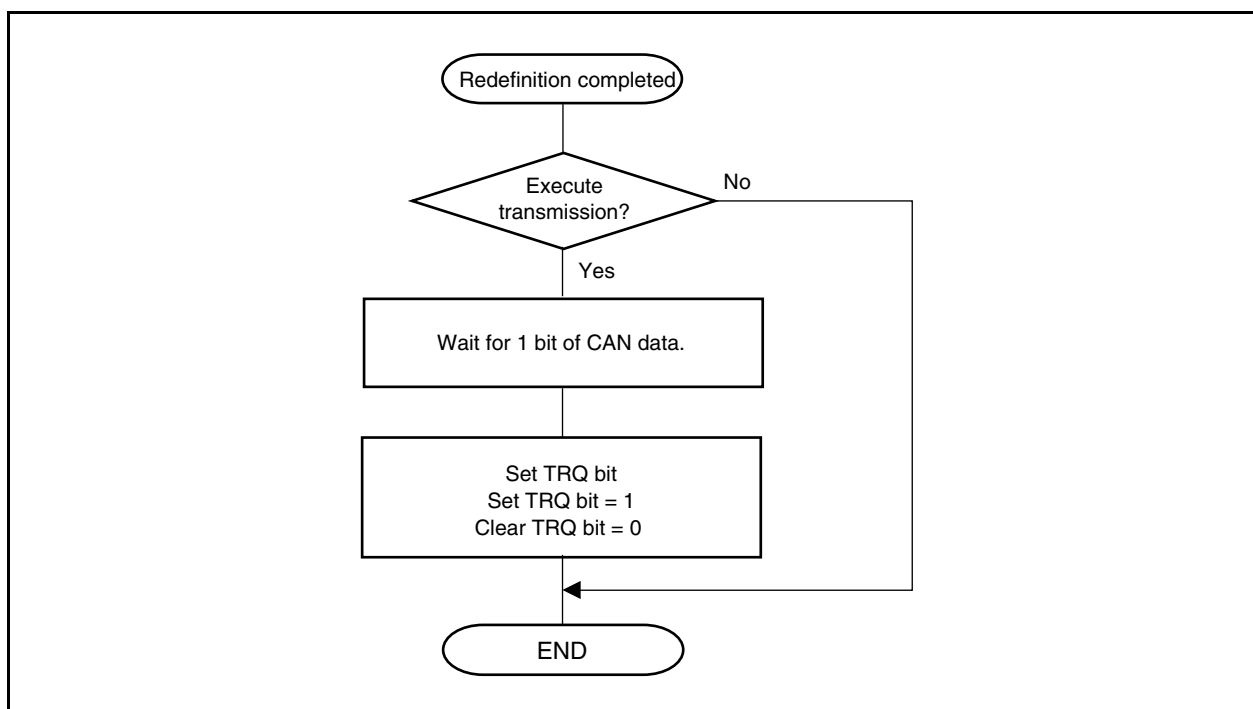 Redefinition completed
Execute
transmission?
No
Yes
Wait for 1 bit of CAN data.
Set TRQ bit
Set TRQ bit = 1
Clear TRQ bit = 0
END